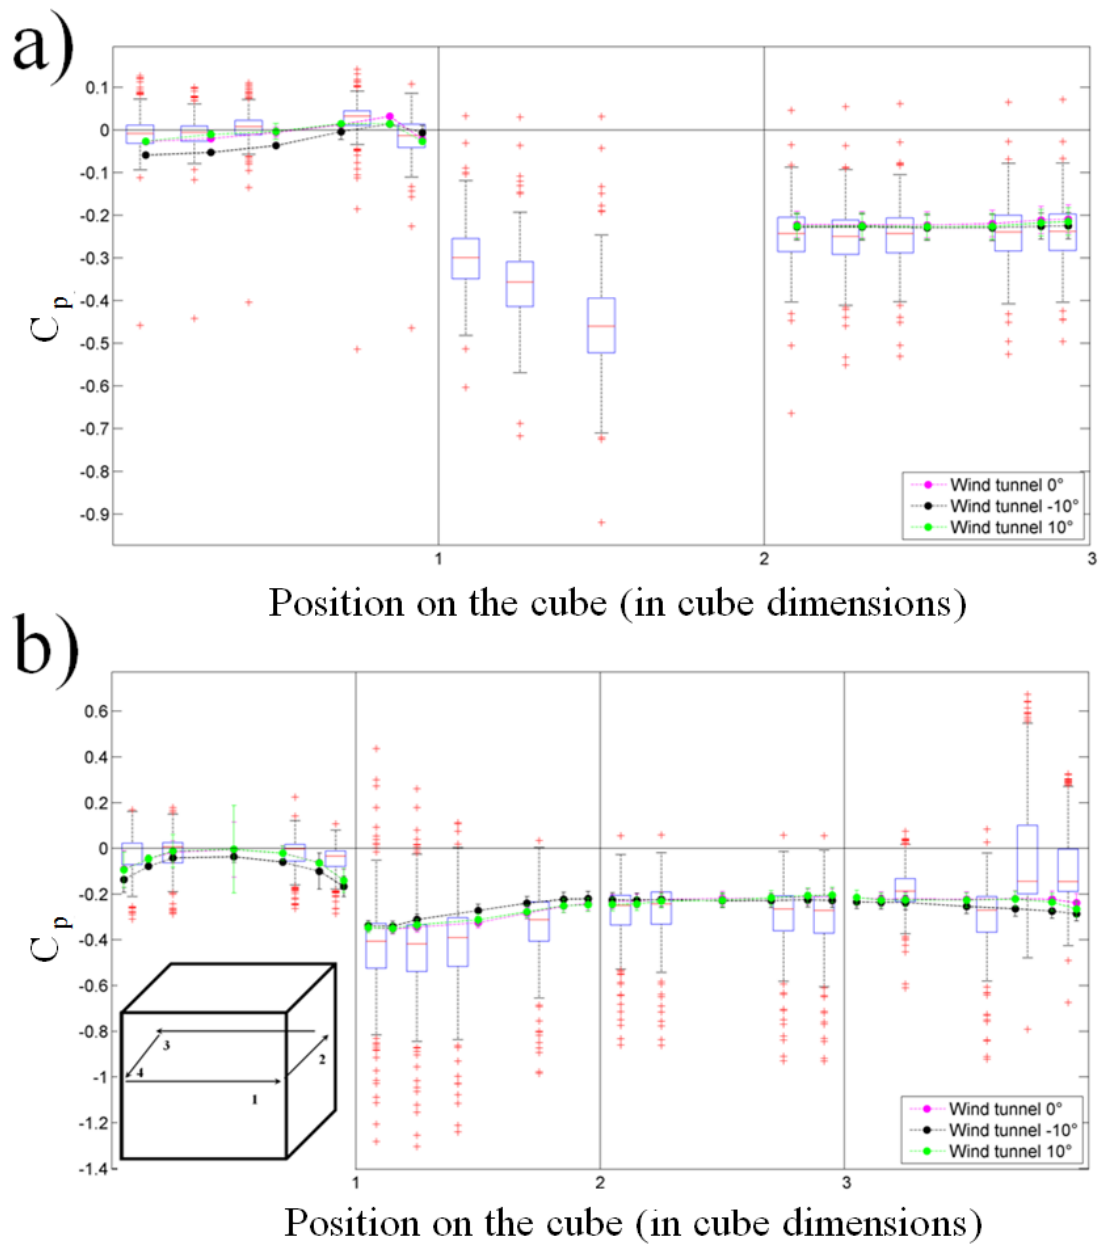 a)
0.1
0
-0.1
-0.2
-0.3
-0.4
-0.5
-0.6
-0.7
-0.8
-0.9
C p
Wind tunnel 0°
Wind tunnel -10°
Wind tunnel 10°
1 2 3
Position on the cube (in cube dimensions)
b)
0.6
0.4
0.2
0
-0.2
-0.4
-0.6
-0.8
-1
-1.2
-1.4
C p
3
2
4
1
Wind tunnel 0°
Wind tunnel -10°
Wind tunnel 10°
1 2 3
Position on the cube (in cube dimensions)